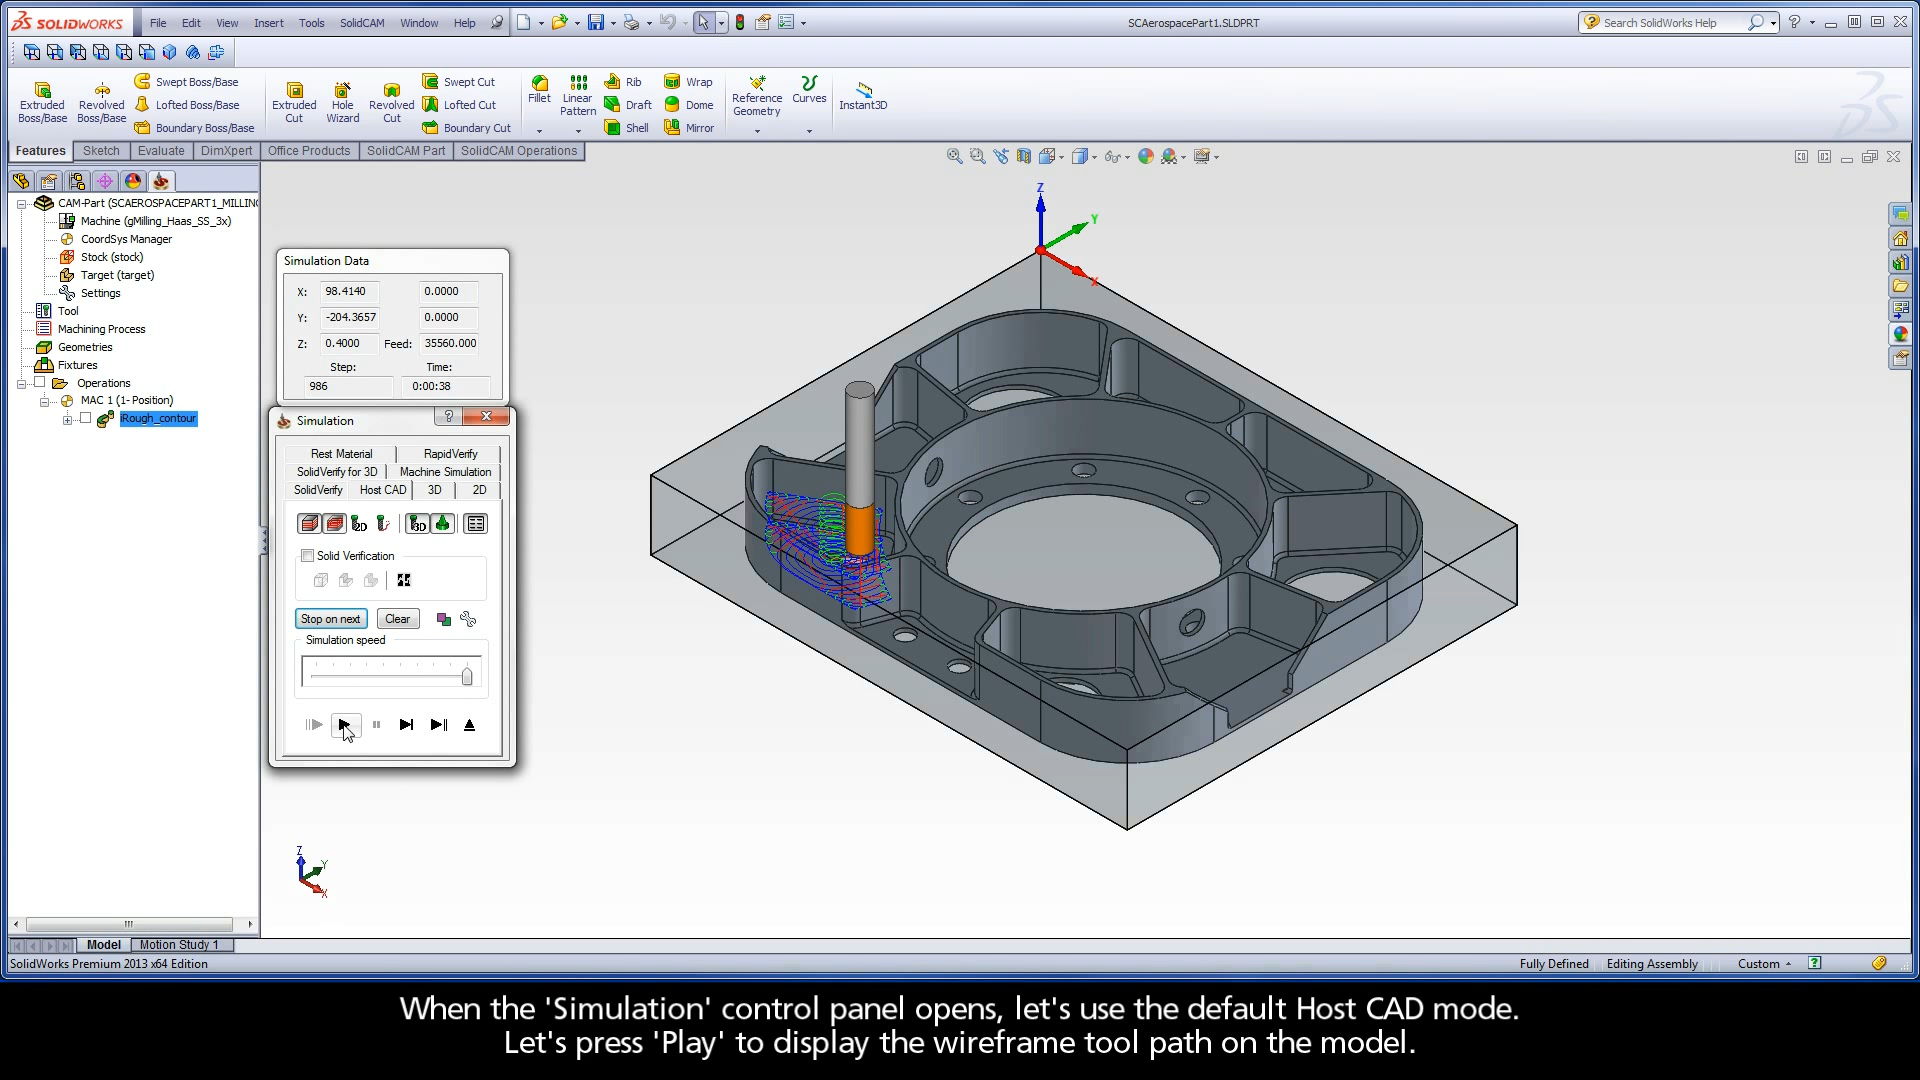 SOLIDWORKS File Edit View Insert Tools SolidCAM Window Help SCAerospacePart1.SLDPRT Search SolidWorks Help
Extruded Boss/Base
Revolved Boss/Base
Swept Boss/Base
Lofted Boss/Base
Boundary Boss/Base
Extruded Cut
Hole Wizard
Revolved Cut
Swept Cut
Lofted Cut
Boundary Cut
Fillet
Linear Pattern
Rib
Draft
Shell
Wrap
Dome
Mirror
Reference Geometry
Curves
Instant3D
Features Sketch Evaluate DimXpert Office Products SolidCAM Part SolidCAM Operations
CAM-Part (SCAEROSPACEPART1_MILLING
Machine (gMilling_Haas_SS_3x)
CoordSys Manager
Stock (stock)
Target (target)
Settings
Tool
Machining Process
Geometries
Fixtures
Operations
MAC 1 (1- Position)
iRough_contour
Simulation Data
X: 98.4140 0.0000
Y: -204.3657 0.0000
Z: 0.4000 Feed: 35560.000
Step: Time:
986 0:00:38
Simulation
Rest Material RapidVerify
SolidVerify for 3D Machine Simulation
SolidVerify Host CAD 3D 2D
2D 3D
Solid Verification
Stop on next Clear
Simulation speed
Z Y X
Z Y X
Model Motion Study 1
SolidWorks Premium 2013 x64 Edition Fully Defined Editing Assembly Custom
When the 'Simulation' control panel opens, let's use the default Host CAD mode.
Let's press 'Play' to display the wireframe tool path on the model.